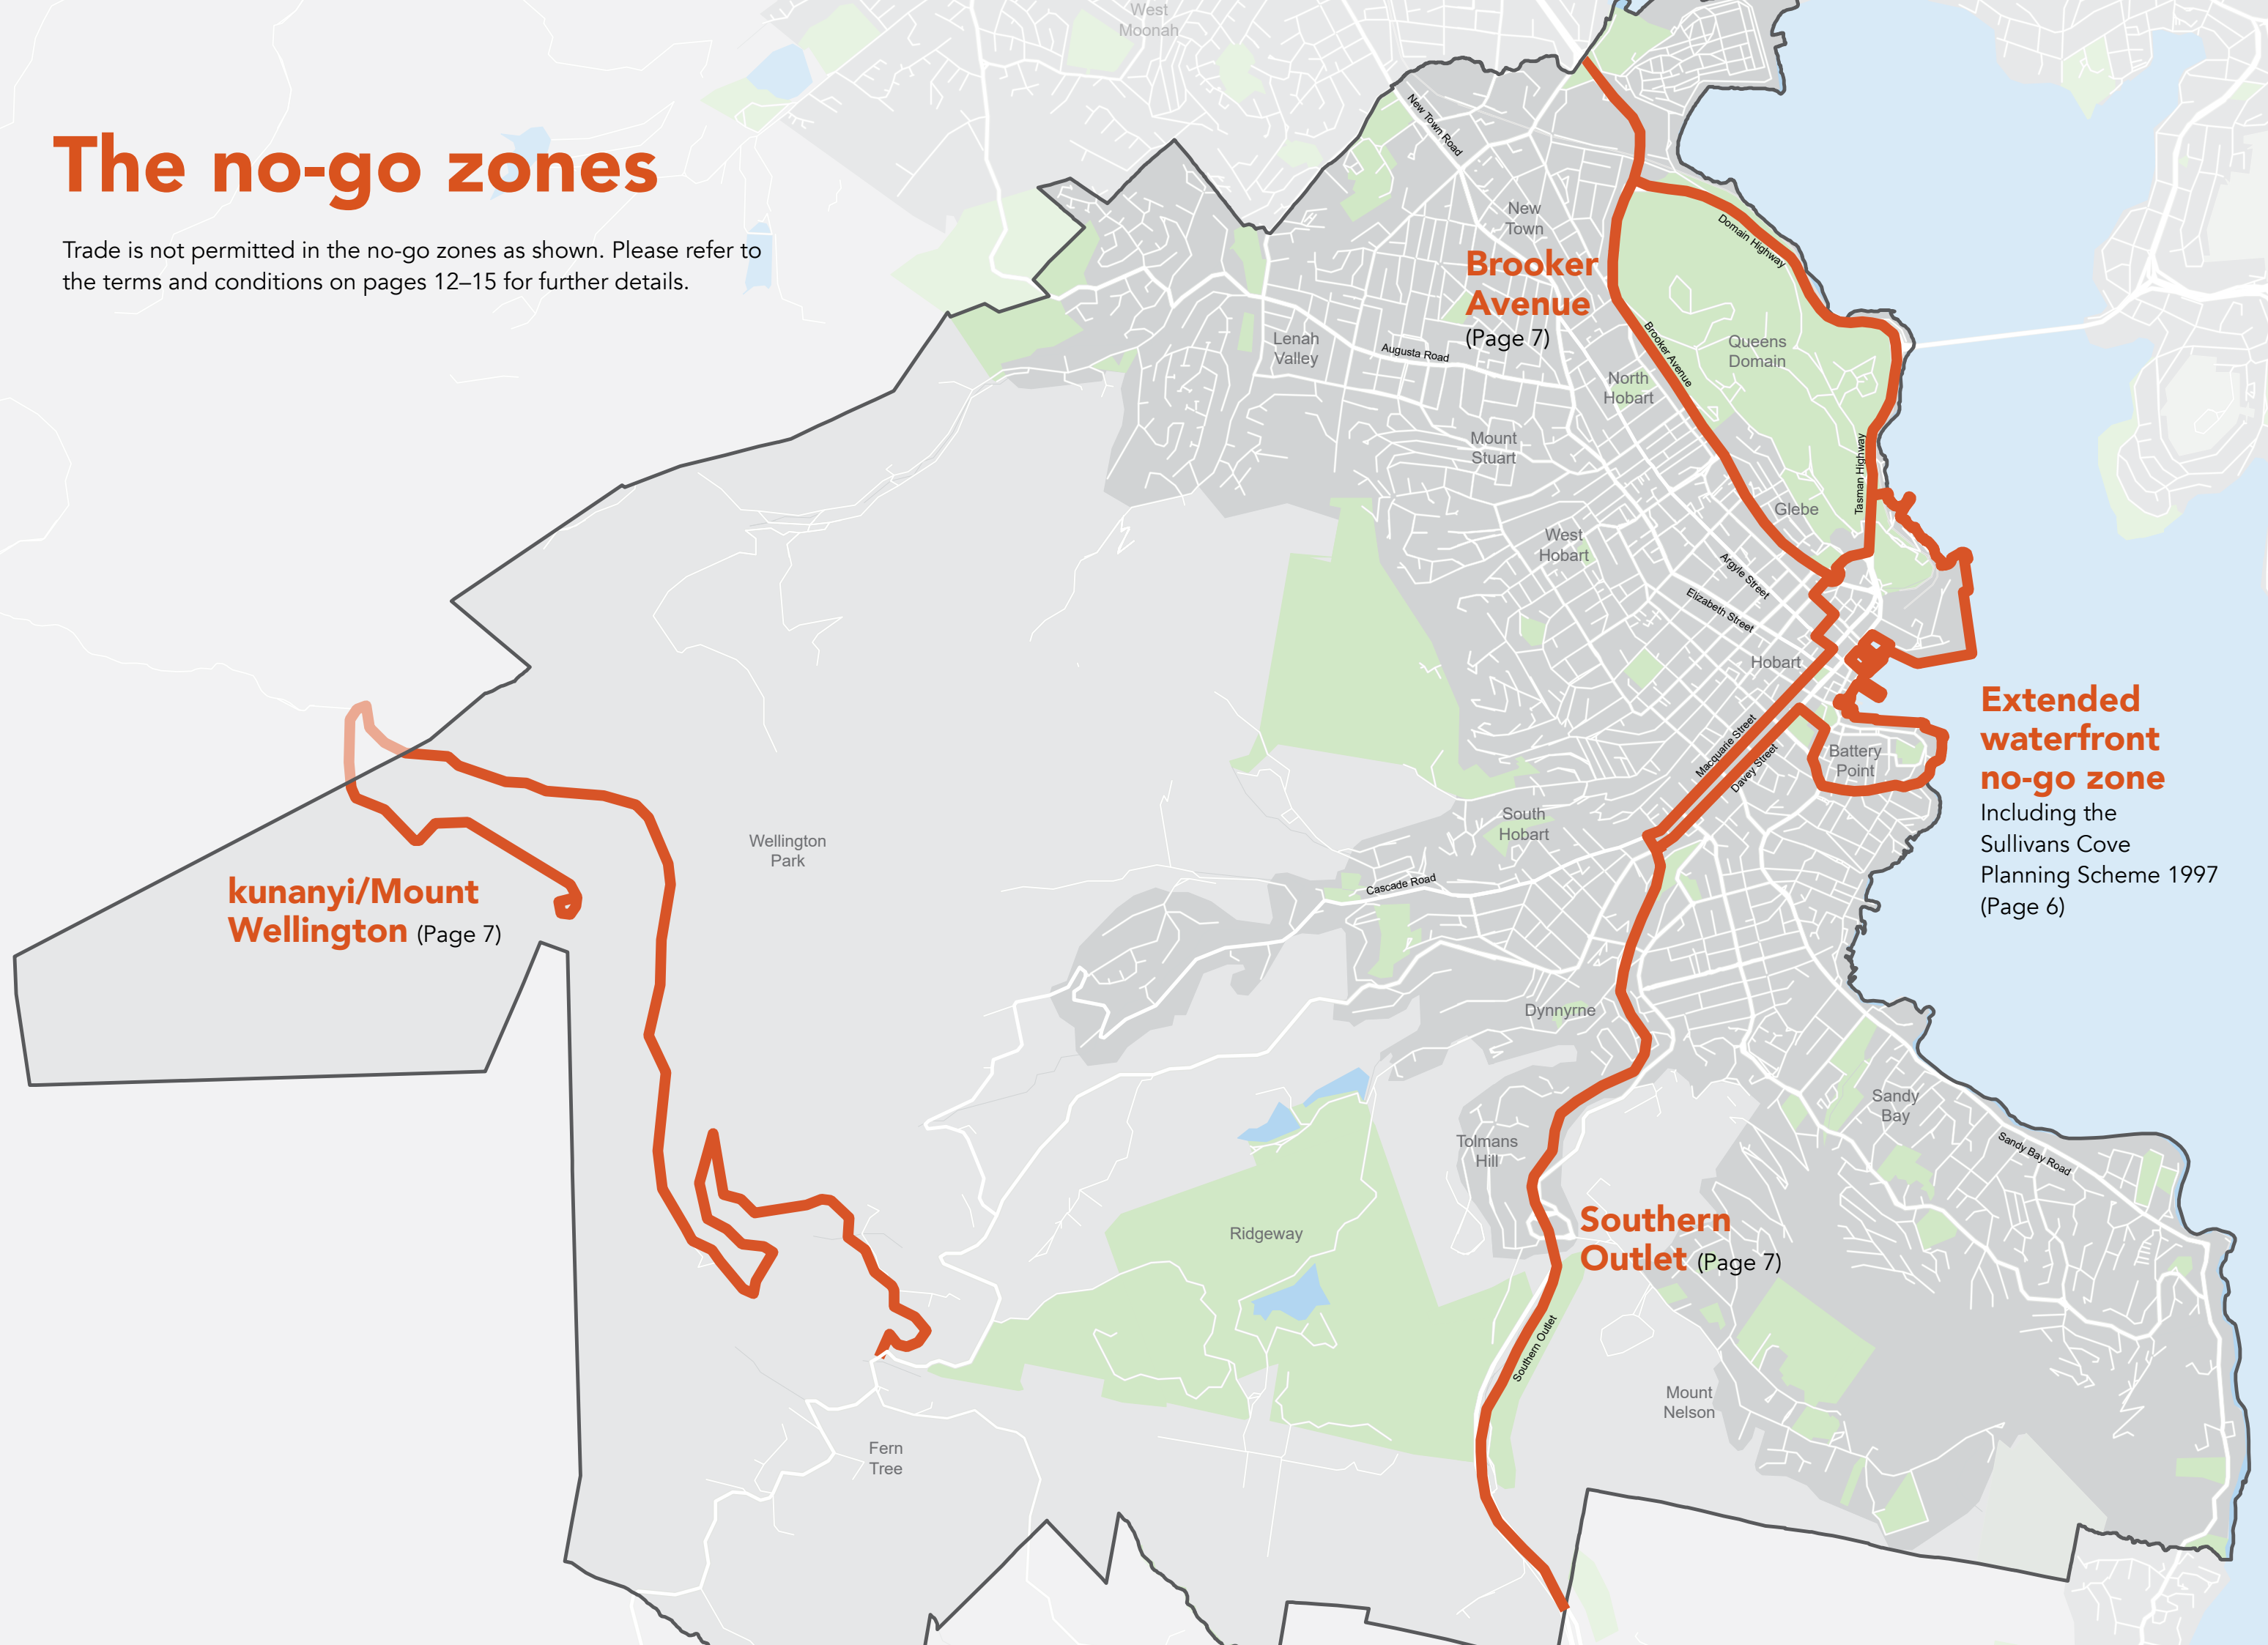 West
Moonah
The no-go zones
Trade is not permitted in the no-go zones as shown. Please refer to
the terms and conditions on pages 12–15 for further details.
New Town Road
New
Town
Domain Highway
Brooker
Avenue
(Page 7)
Brooker Avenue
Queens
Domain
Lenah
Valley
Augusta Road
North
Hobart
Mount
Stuart
Tasman Highway
Glebe
West
Hobart
Argyle Street
Elizabeth Street
Hobart
Extended
waterfront
no-go zone
Including the
Sullivans Cove
Planning Scheme 1997
(Page 6)
Macquarie Street
Davey Street
Battery
Point
South
Hobart
Wellington
Park
Cascade Road
kunanyi/Mount
Wellington (Page 7)
Dynnyrne
Sandy
Bay
Sandy Bay Road
Tolmans
Hill
Ridgeway
Southern
Outlet (Page 7)
Southern Outlet
Mount
Nelson
Fern
Tree